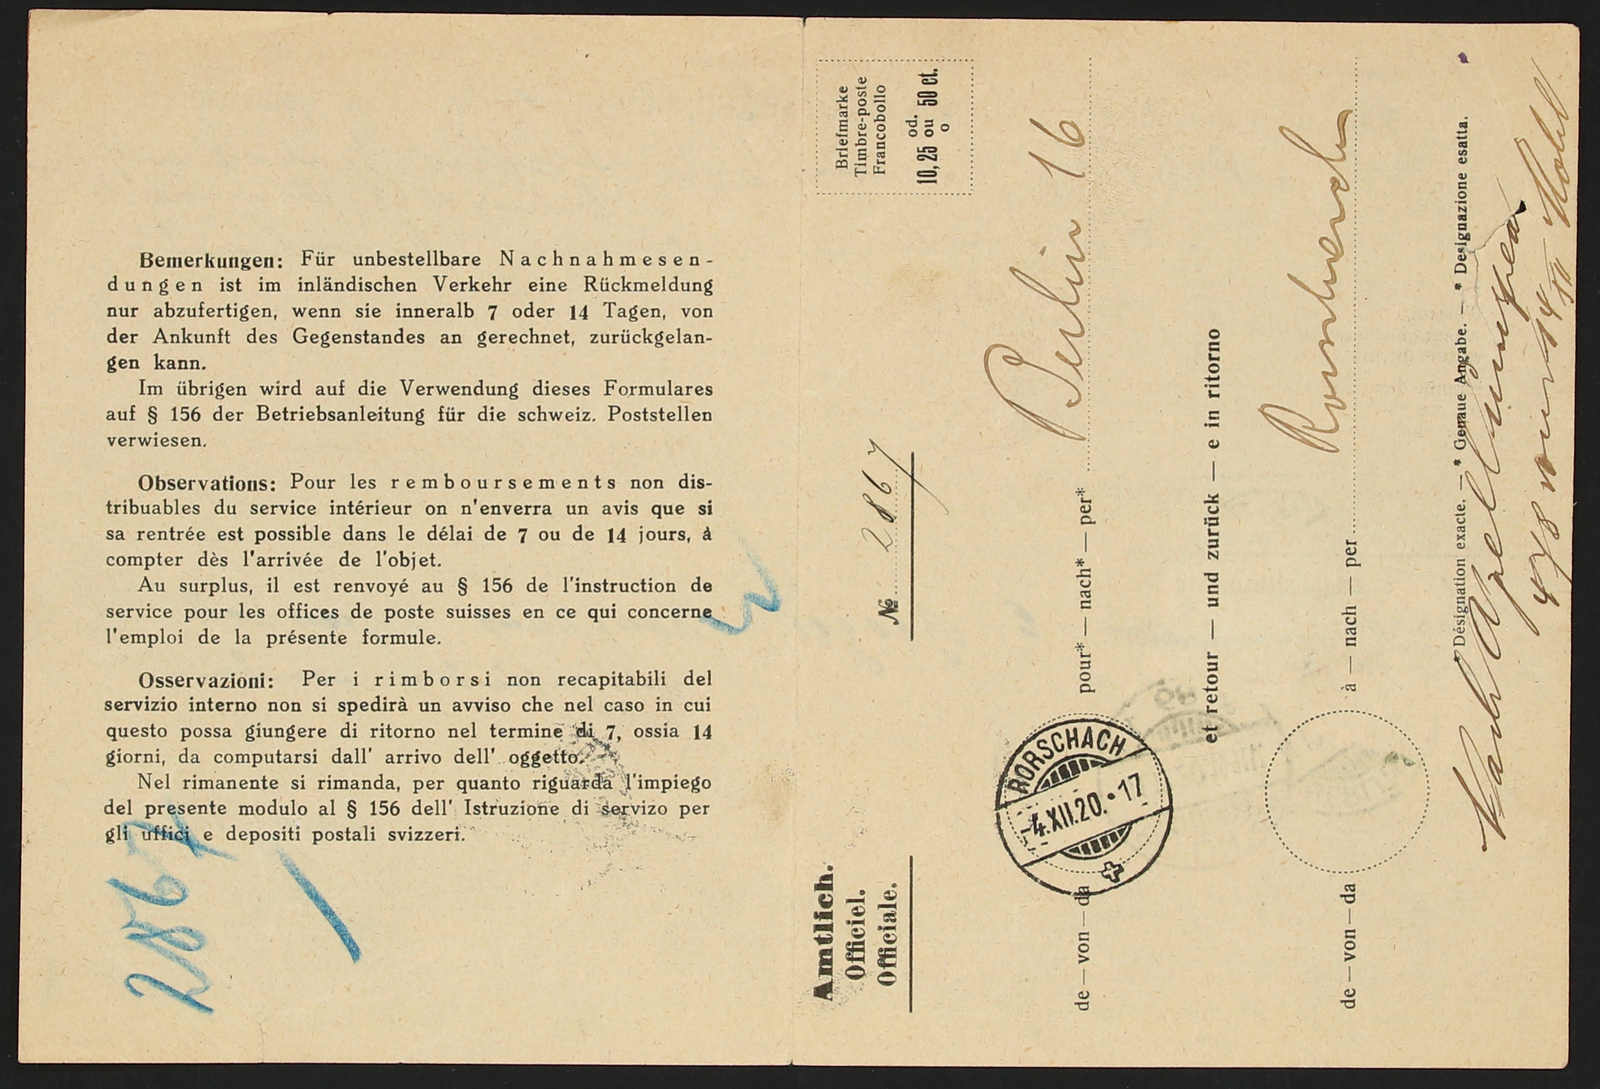 Bemerkungen: Für unbestellbare Nachnahmesen-
dungen ist im inländischen Verkehr eine Rückmeldung
nur abzufertigen, wenn sie inneralb 7 oder 14 Tagen, von
der Ankunft des Gegenstandes an gerechnet, zurückgelan-
gen kann.
Im übrigen wird auf die Verwendung dieses Formulares
auf § 156 der Betriebsanleitung für die schweiz. Poststellen
verwiesen.
Observations: Pour les remboursements non dis-
tribuables du service intérieur on n'enverra un avis que si
sa rentrée est possible dans le délai de 7 ou de 14 jours, à
compter dès l'arrivée de l'objet.
Au surplus, il est renvoyé au § 156 de l'instruction de
service pour les offices de poste suisses en ce qui concerne
l'emploi de la présente formule.
Osservazioni: Per i rimborsi non recapitabili del
servizio interno non si spedirà un avviso che nel caso in cui
questo possa giungere di ritorno nel termine di 7, ossia 14
giorni, da computarsi dall' arrivo dell' oggetto.
Nel rimanente si rimanda, per quanto riguarda l'impiego
del presente modulo al § 156 dell' Istruzione di servizo per
gli uffici e depositi postali svizzeri.
2867
Amtlich.
Officiel.
Officiale.
№ 2867
Briefmarke
Timbre-poste
Francobollo
10, 25 od. ou o 50 ct.
de — von — da
RORSCHACH
-4.XII.20.•17
pour* — nach* — per* Berlin 16
et retour — und zurück — e in ritorno
de — von — da
à — nach — per Rorschach
* Désignation exacte. — * Genaue Angabe. — * Designazione esatta.